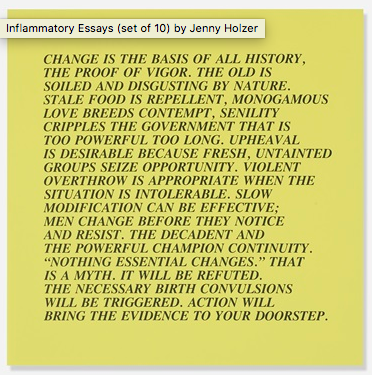 Inflammatory Essays (set of 10) by Jenny Holzer
CHANGE IS THE BASIS OF ALL HISTORY,
THE PROOF OF VIGOR. THE OLD IS
SOILED AND DISGUSTING BY NATURE.
STALE FOOD IS REPELLENT, MONOGAMOUS
LOVE BREEDS CONTEMPT, SENILITY
CRIPPLES THE GOVERNMENT THAT IS
TOO POWERFUL TOO LONG. UPHEAVAL
IS DESIRABLE BECAUSE FRESH, UNTAINTED
GROUPS SEIZE OPPORTUNITY. VIOLENT
OVERTHROW IS APPROPRIATE WHEN THE
SITUATION IS INTOLERABLE. SLOW
MODIFICATION CAN BE EFFECTIVE;
MEN CHANGE BEFORE THEY NOTICE
AND RESIST. THE DECADENT AND
THE POWERFUL CHAMPION CONTINUITY.
“NOTHING ESSENTIAL CHANGES.” THAT
IS A MYTH. IT WILL BE REFUTED.
THE NECESSARY BIRTH CONVULSIONS
WILL BE TRIGGERED. ACTION WILL
BRING THE EVIDENCE TO YOUR DOORSTEP.